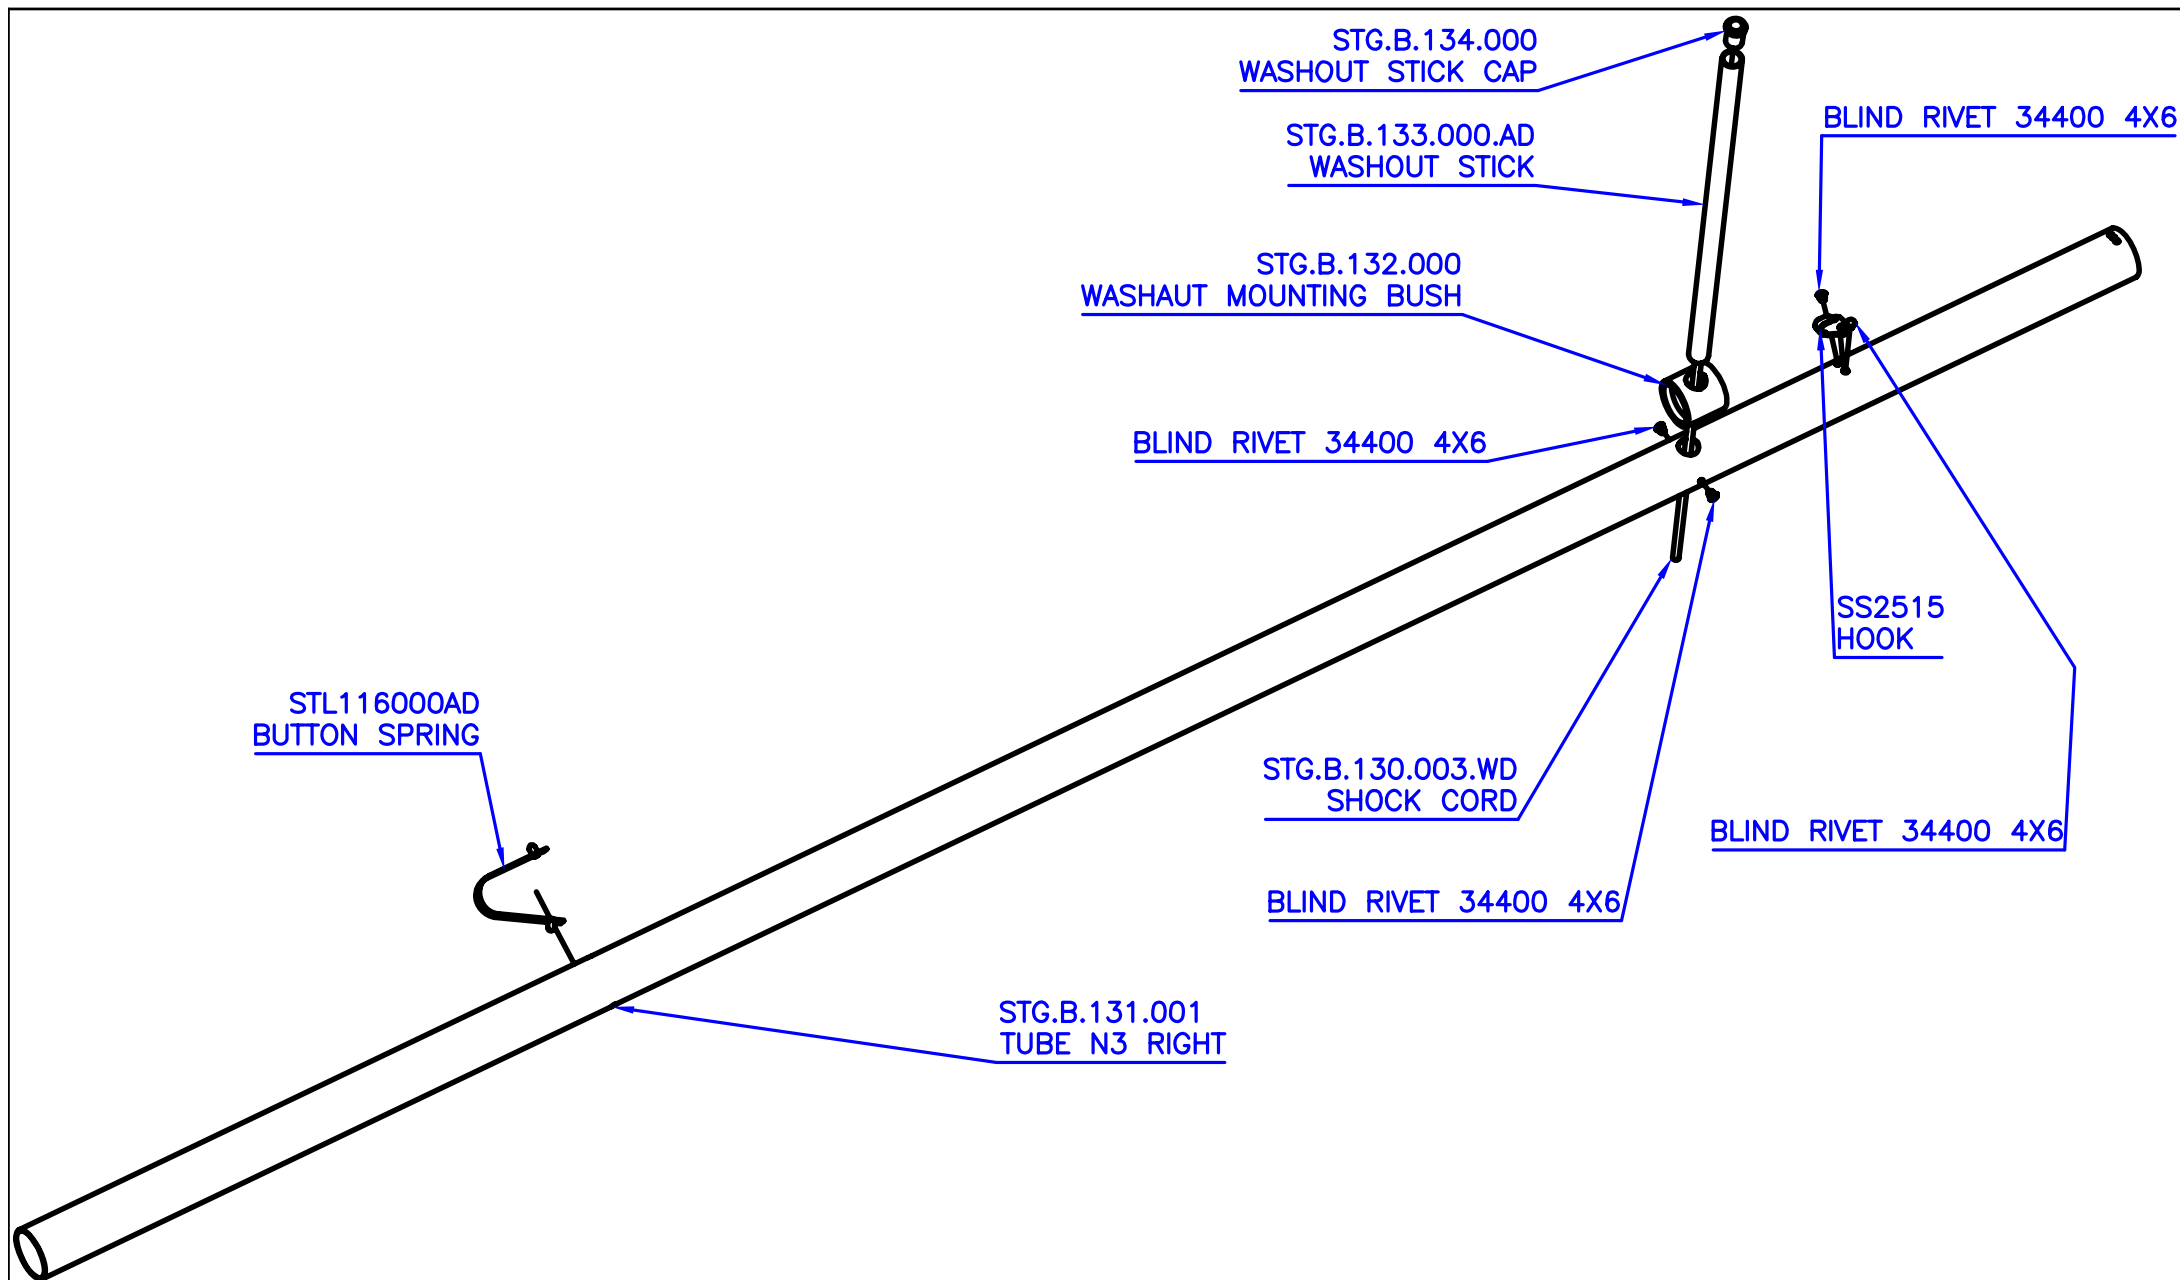 STG.B.134.000
WASHOUT STICK CAP
BLIND RIVET 34400 4X6
STG.B.133.000.AD
WASHOUT STICK
STG.B.132.000
WASHAUT MOUNTING BUSH
BLIND RIVET 34400 4X6
SS2515
HOOK
STL116000AD
BUTTON SPRING
STG.B.130.003.WD
SHOCK CORD
BLIND RIVET 34400 4X6
BLIND RIVET 34400 4X6
STG.B.131.001
TUBE N3 RIGHT